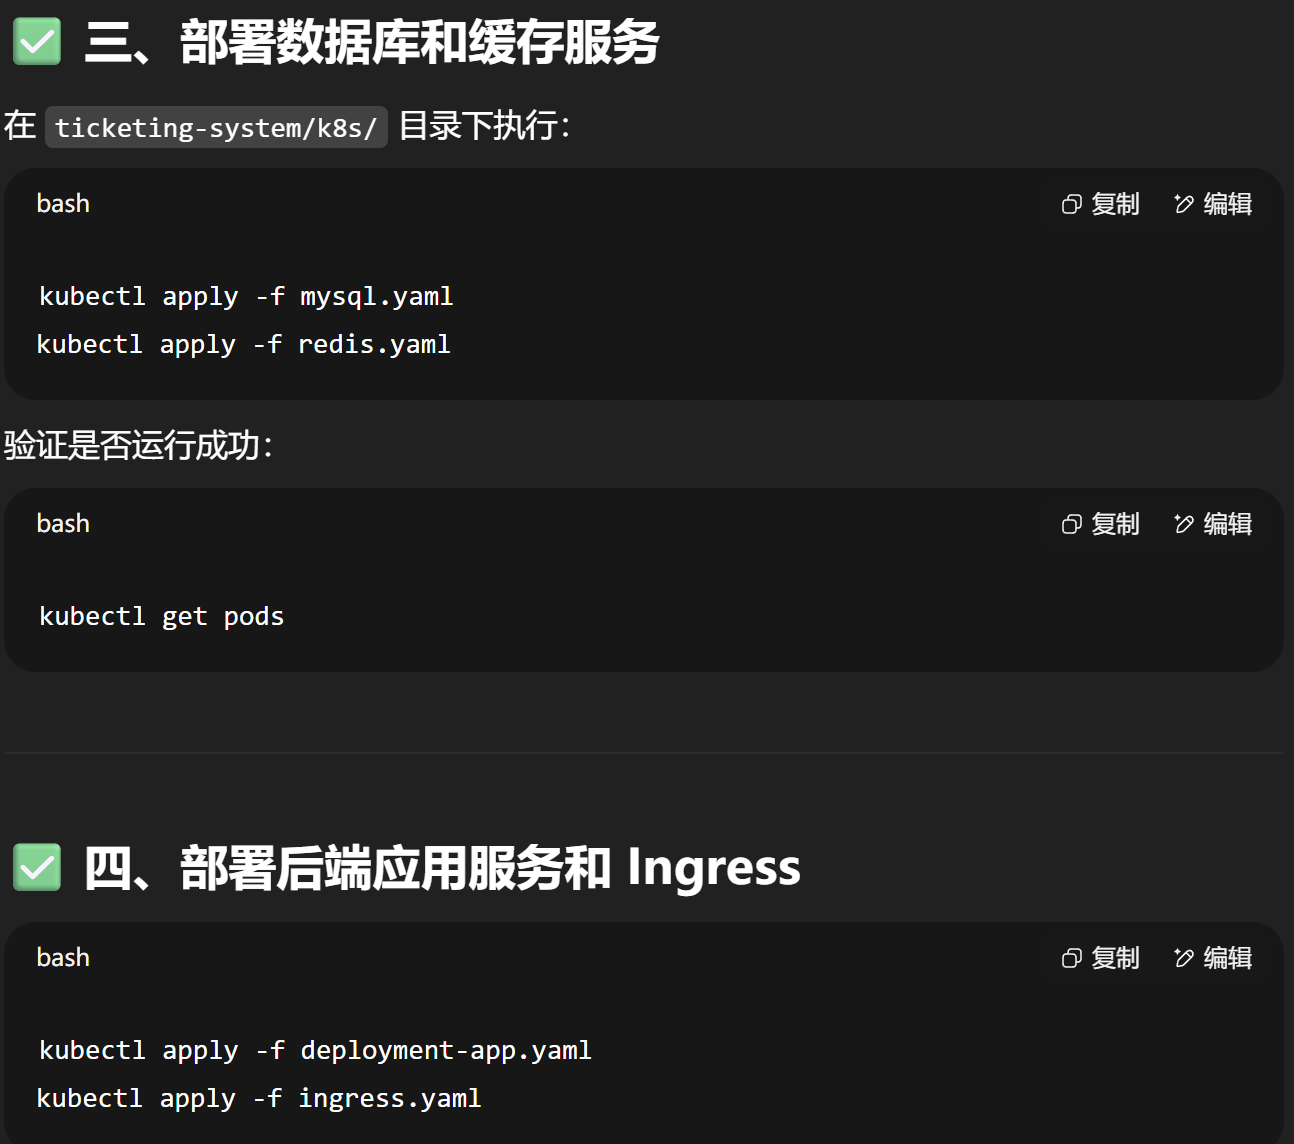 ✅ 三、部署数据库和缓存服务
在 ticketing-system/k8s/ 目录下执行：
bash 复制 编辑
kubectl apply -f mysql.yaml
kubectl apply -f redis.yaml
验证是否运行成功：
bash 复制 编辑
kubectl get pods
✅ 四、部署后端应用服务和 Ingress
bash 复制 编辑
kubectl apply -f deployment-app.yaml
kubectl apply -f ingress.yaml